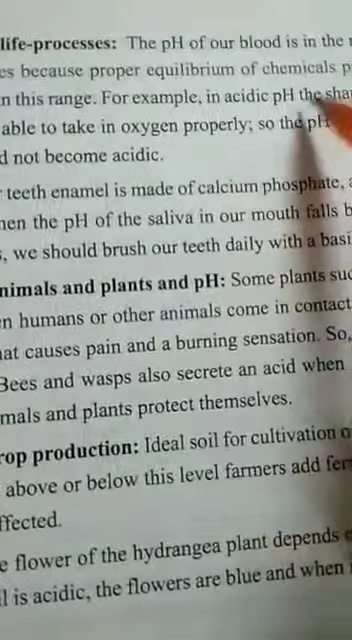 life-processes: The pH of our blood is in the
es because proper equilibrium of chemicals
n this range. For example, in acidic pH the
able to take in oxygen properly; so the pH
d not become acidic.
teeth enamel is made of calcium phosphate,
hen the pH of the saliva in our mouth falls
, we should brush our teeth daily with a
nimals and plants and pH: Some plants
n humans or other animals come in contact
hat causes pain and a burning sensation. So,
Bees and wasps also secrete an acid when
mals and plants protect themselves.
rop production: Ideal soil for cultivation
above or below this level farmers add
ffected.
e flower of the hydrangea plant depends
l is acidic, the flowers are blue and when